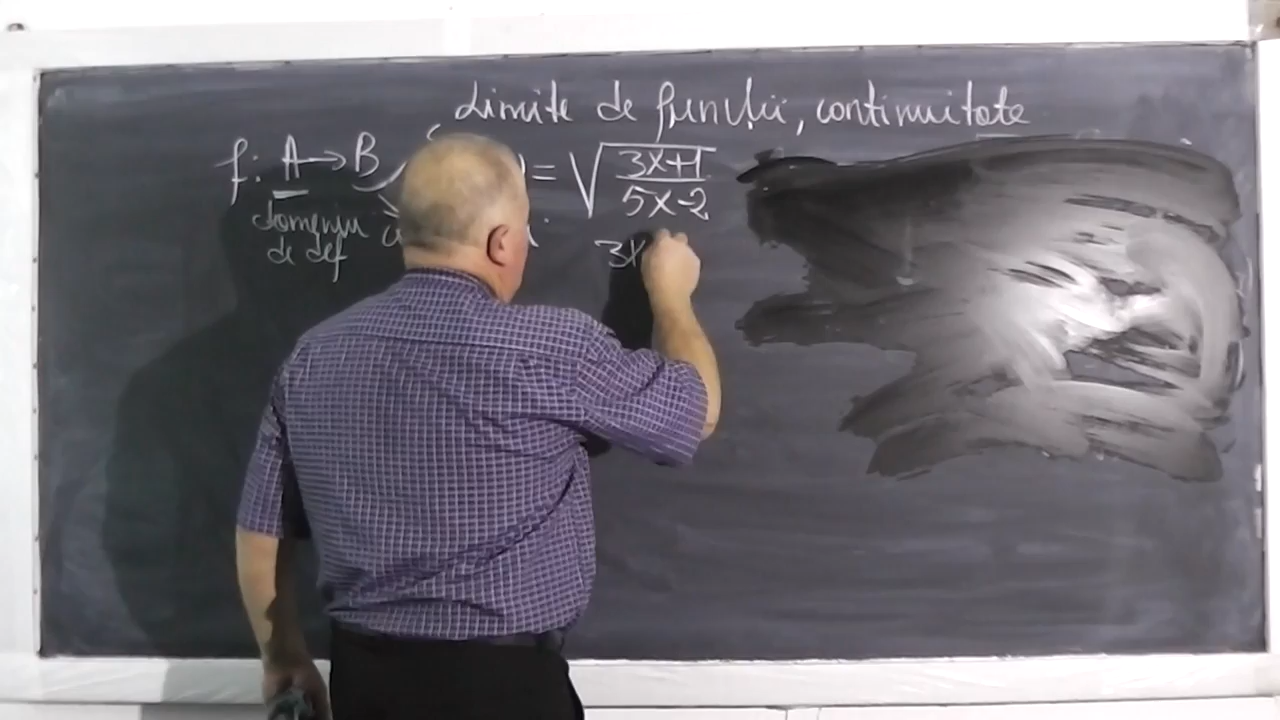 Limite de funcții, continuitate
f: A→B, = √(3x+1)/(5x-2)
domeniu
de def
3x